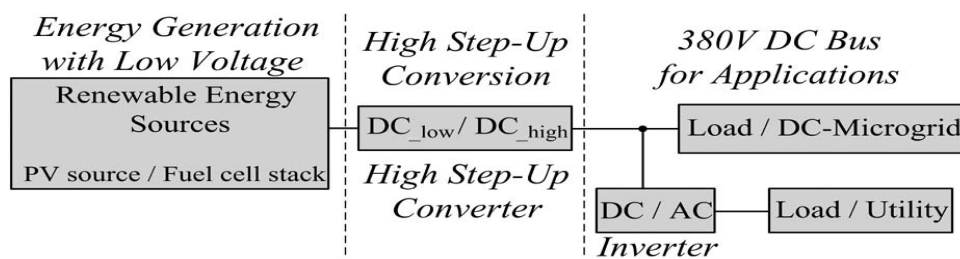 Energy Generation
with Low Voltage
Renewable Energy
Sources
PV source / Fuel cell stack
High Step-Up
Conversion
DC_low / DC_high
High Step-Up
Converter
380V DC Bus
for Applications
Load / DC-Microgrid
DC / AC
Inverter
Load / Utility